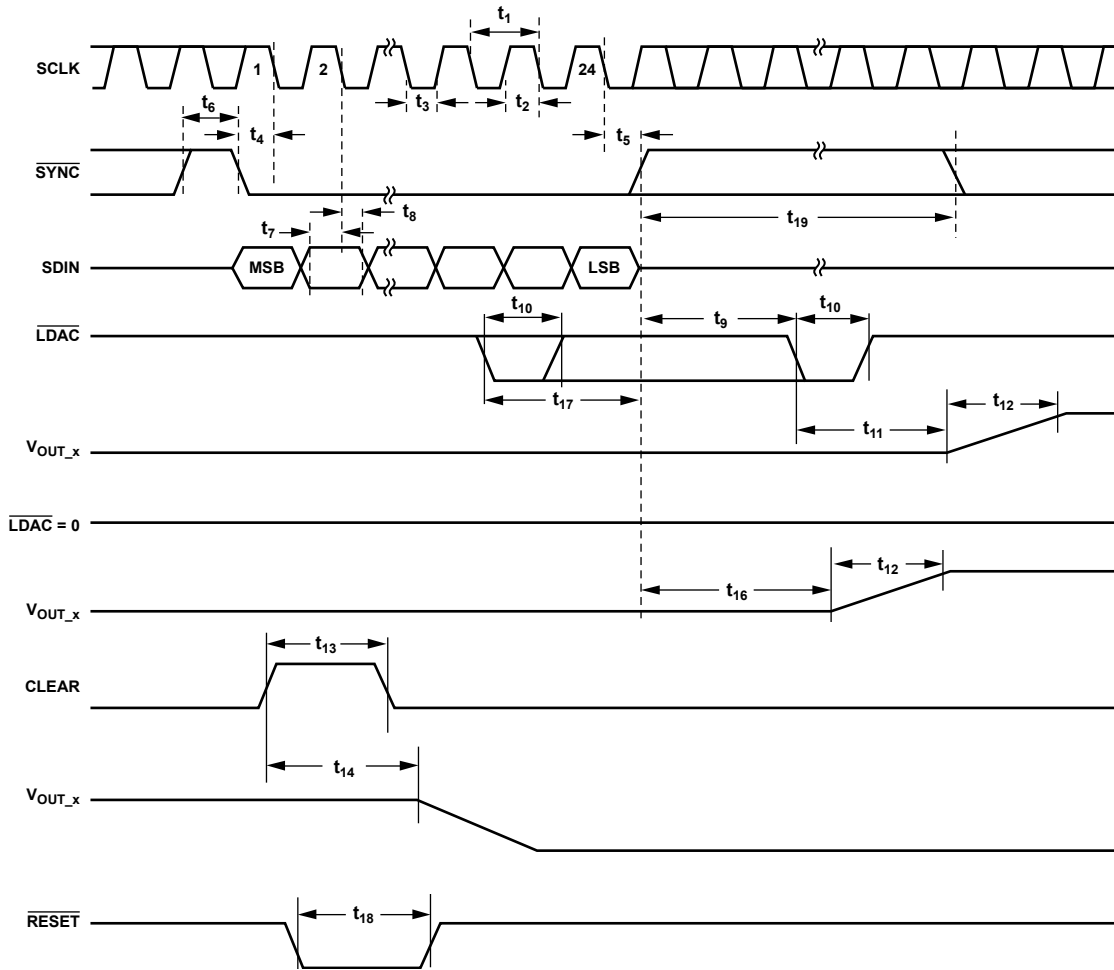 t1
SCLK 1 2 24
t3 t2
t6 t4 t5
SYNC
t19
t7 t8
SDIN MSB LSB
t10 t9 t10
LDAC
t17 t11 t12
VOUT_x
LDAC = 0
t16 t12
VOUT_x
t13
CLEAR
t14
VOUT_x
t18
RESET